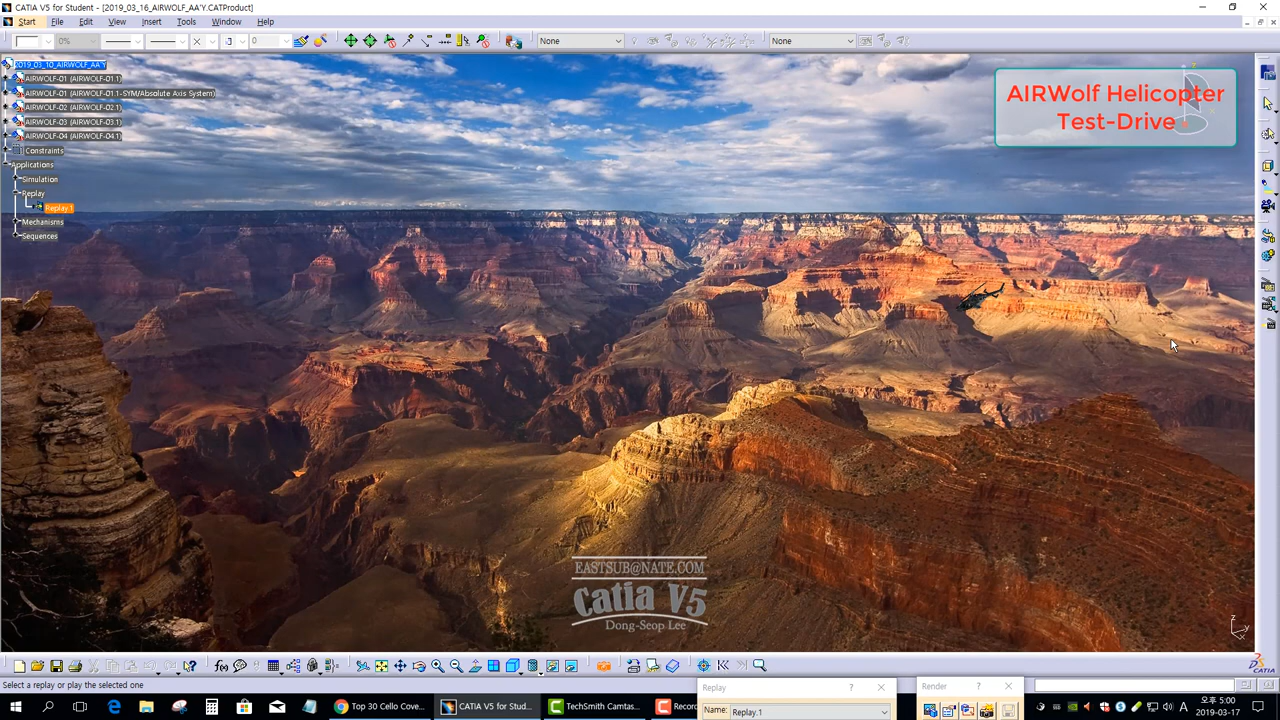 CATIA V5 for Student - [2019_03_16_AIRWOLF_AA'Y.CATProduct]
Start File Edit View Insert Tools Window Help
0% 0 None None
2019_03_10_AIRWOLF_AA'Y
AIRWOLF-01 (AIRWOLF-01.1)
AIRWOLF-01 (AIRWOLF-01.1-SYM/Absolute Axis System)
AIRWOLF-02 (AIRWOLF-02.1)
AIRWOLF-03 (AIRWOLF-03.1)
AIRWOLF-04 (AIRWOLF-04.1)
Constraints
Applications
Simulation
Replay
Replay.1
Mechanisms
Sequences
AIRWolf Helicopter
Test-Drive
EASTSUB@NATE.COM
Catia V5
Dong-Seop Lee
z
y
x
DS
CATIA
Select a replay or play the selected one
Replay ? ×
Name: Replay.1
Render ? ×
Top 30 Cello Cove...
CATIA V5 for Stud...
TechSmith Camtas...
Record
A
오후 5:00
2019-03-17